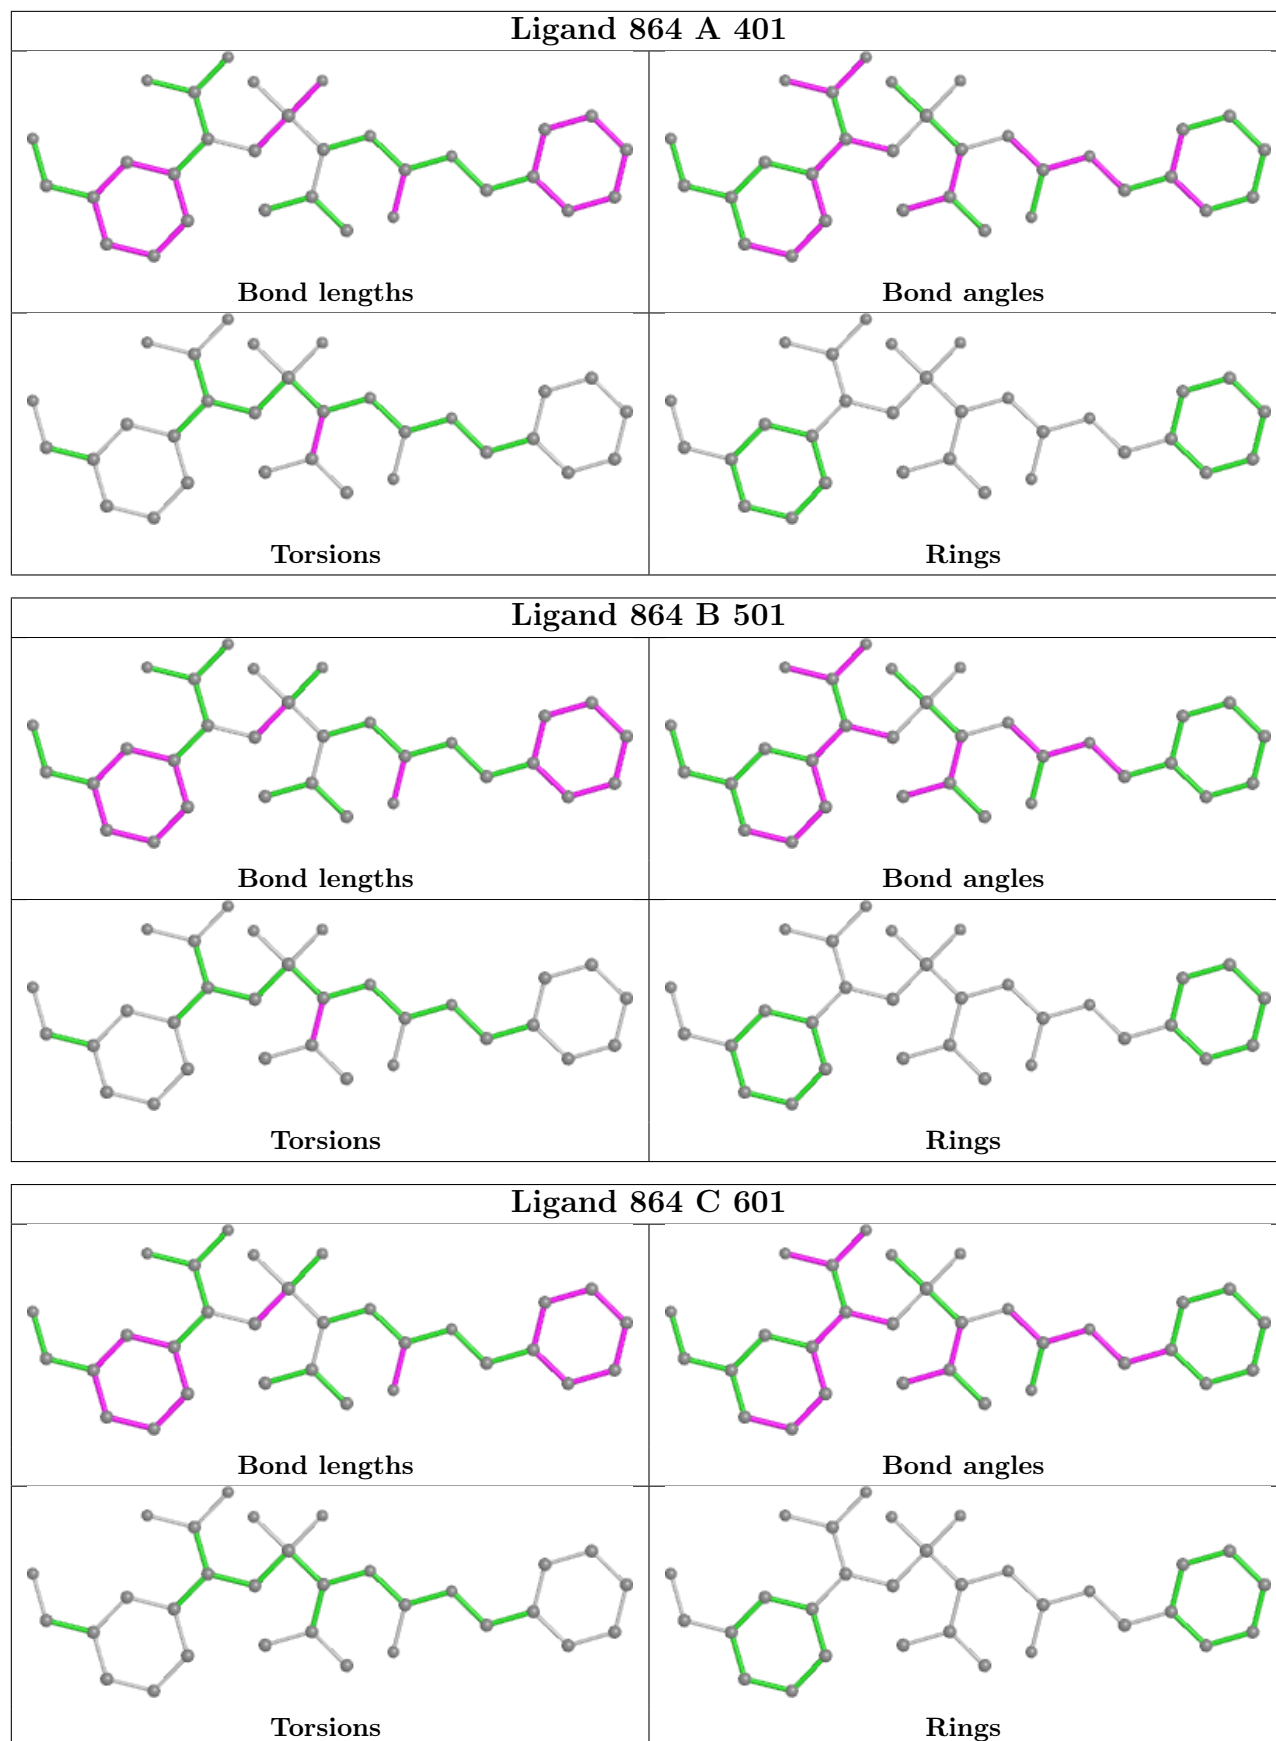 Ligand 864 A 401
Bond lengths
Bond angles
Torsions
Rings
Ligand 864 B 501
Bond lengths
Bond angles
Torsions
Rings
Ligand 864 C 601
Bond lengths
Bond angles
Torsions
Rings